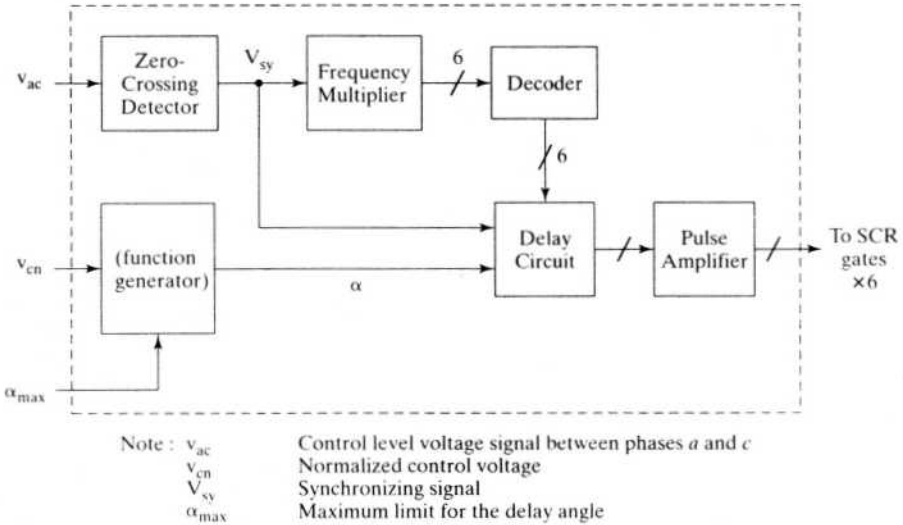 v_ac
Zero-
Crossing
Detector
V_sy
Frequency
Multiplier
6
Decoder
6
v_cn
(function
generator)
α
Delay
Circuit
Pulse
Amplifier
To SCR
gates
×6
α_max
Note : v_ac Control level voltage signal between phases a and c
v_cn Normalized control voltage
V_sy Synchronizing signal
α_max Maximum limit for the delay angle